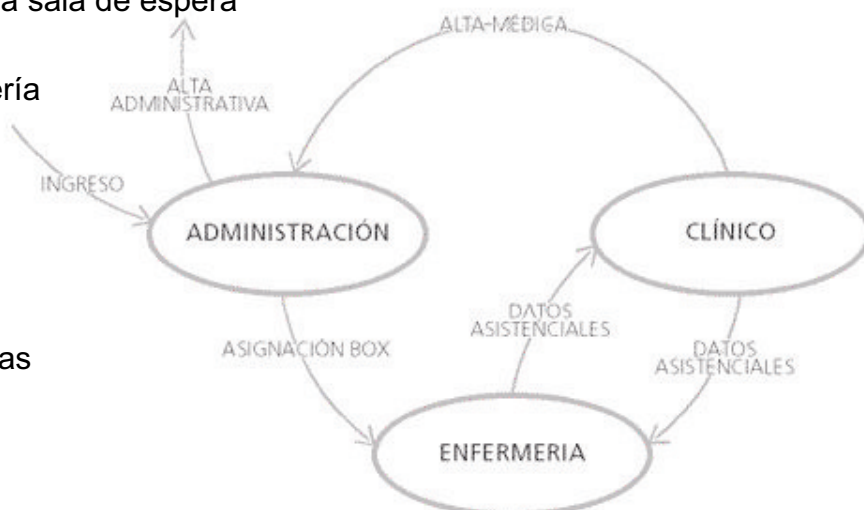 a sala de espera
ALTA-MÉDICA
ería
ALTA
ADMINISTRATIVA
INGRESO
ADMINISTRACIÓN
CLÍNICO
DATOS
ASISTENCIALES
ASIGNACIÓN BOX
DATOS
ASISTENCIALES
as
ENFERMERIA